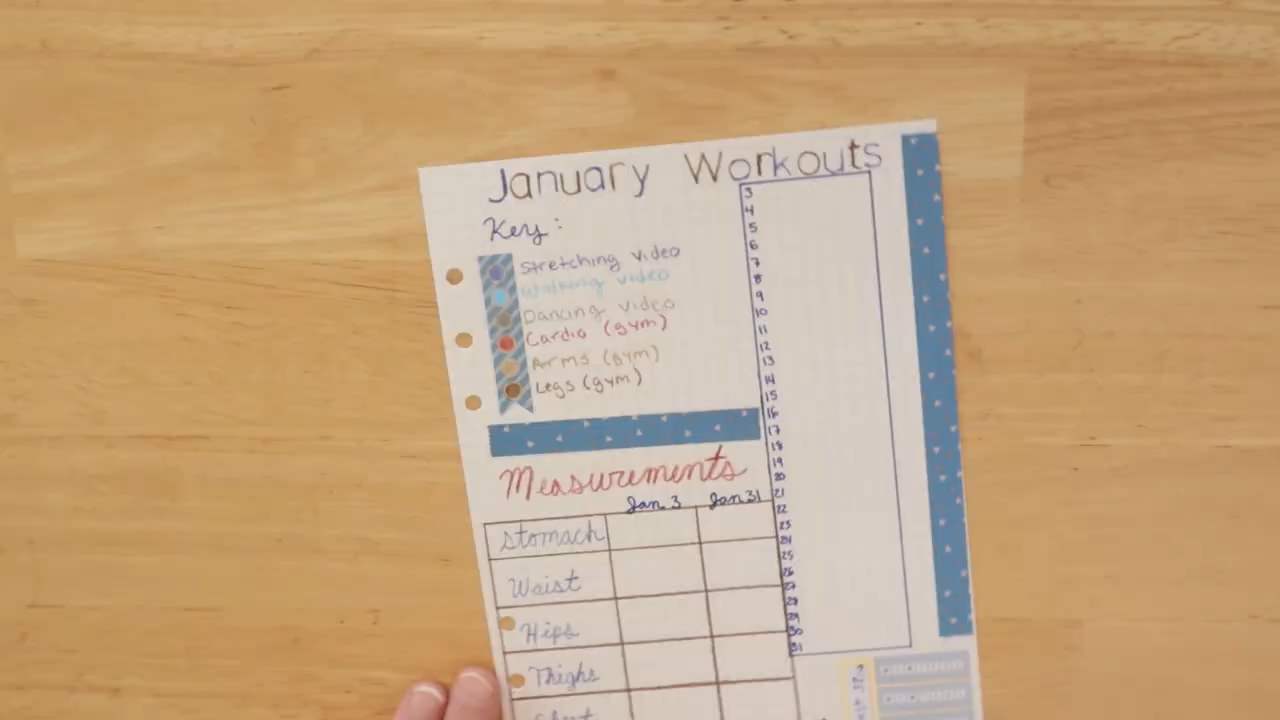 January Workouts
Key:
Stretching Video
Walking Video
Dancing Video
Cardio (gym)
Arms (gym)
Legs (gym)
3
4
5
6
7
8
9
10
11
12
13
14
15
16
17
18
19
20
21
22
23
24
25
26
27
28
29
30
31
Measurements
Jan 3 Jan 31
Stomach
Waist
Hips
Thighs